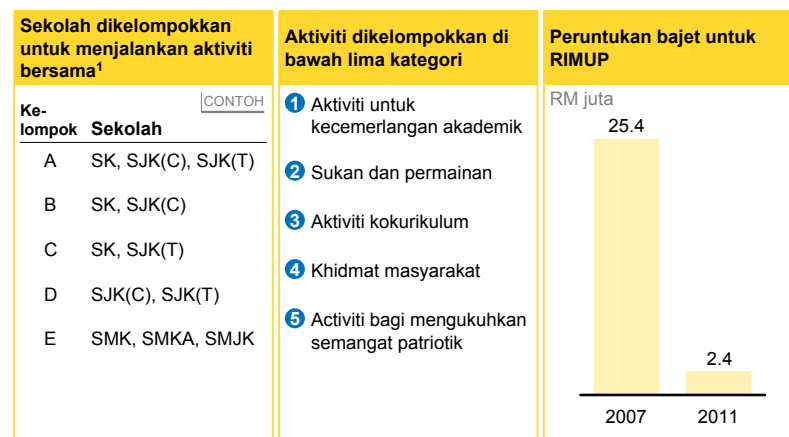 Sekolah dikelompokkan
untuk menjalankan aktiviti
bersama1
CONTOH
Ke-
lompok Sekolah
A SK, SJK(C), SJK(T)
B SK, SJK(C)
C SK, SJK(T)
D SJK(C), SJK(T)
E SMK, SMKA, SMJK
Aktiviti dikelompokkan di
bawah lima kategori
1 Aktiviti untuk
kecemerlangan akademik
2 Sukan dan permainan
3 Aktiviti kokurikulum
4 Khidmat masyarakat
5 Activiti bagi mengukuhkan
semangat patriotik
Peruntukan bajet untuk
RIMUP
RM juta
25.4
2.4
2007 2011